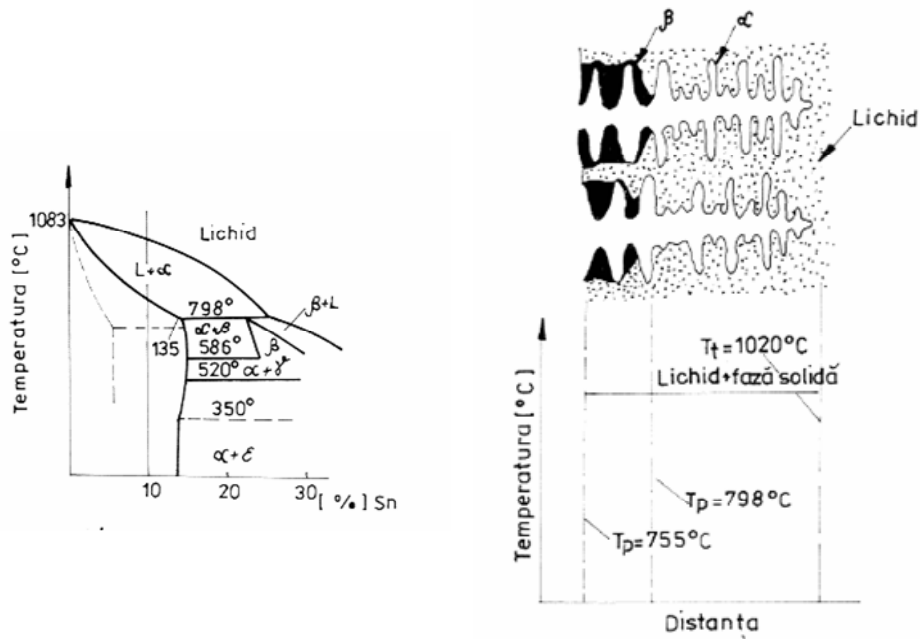 1083
Temperatura [°C]
Lichid
L+α
798°
β+L
α+β
135
586°
β
520° α+γ
350°
α+ε
10
20
30
[%] Sn
β
α
Lichid
Temperatura [°C]
Tt=1020°C
Lichid+fază solidă
Tp=798°C
Tp=755°C
Distanța